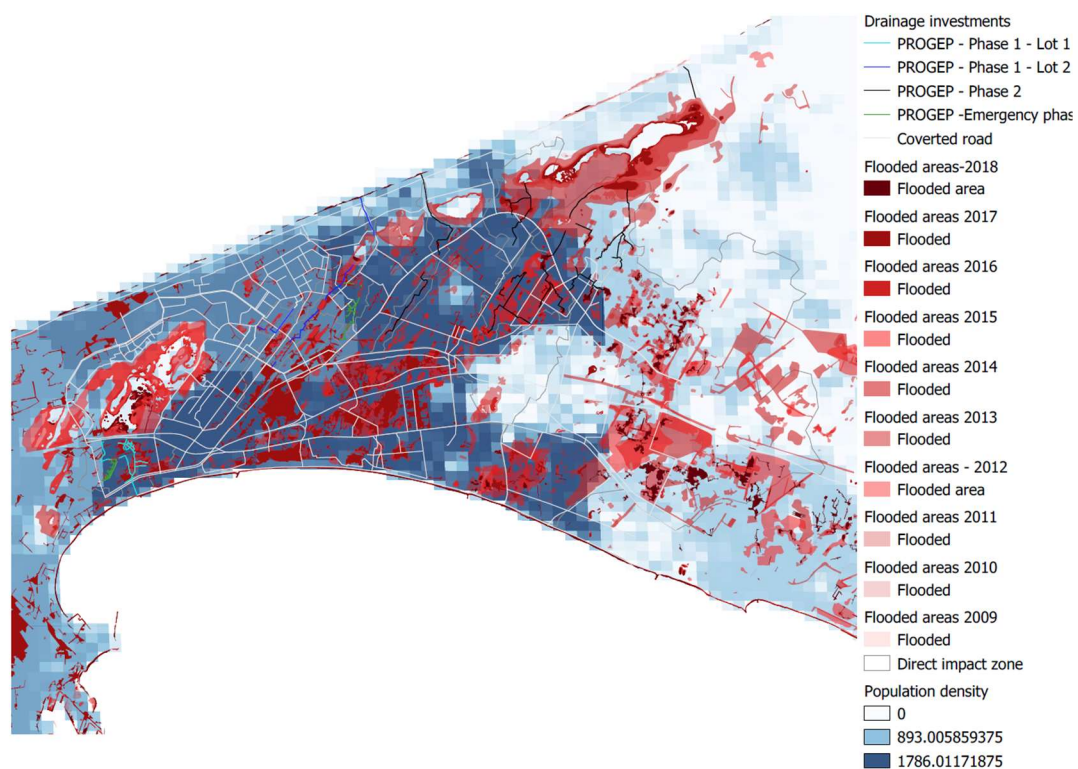 Drainage investments
PROGEP - Phase 1 - Lot 1
PROGEP - Phase 1 - Lot 2
PROGEP - Phase 2
PROGEP -Emergency phas
Coverted road
Flooded areas-2018
Flooded area
Flooded areas 2017
Flooded
Flooded areas 2016
Flooded
Flooded areas 2015
Flooded
Flooded areas 2014
Flooded
Flooded areas 2013
Flooded
Flooded areas - 2012
Flooded area
Flooded areas 2011
Flooded
Flooded areas 2010
Flooded
Flooded areas 2009
Flooded
Direct impact zone
Population density
0
893.005859375
1786.01171875